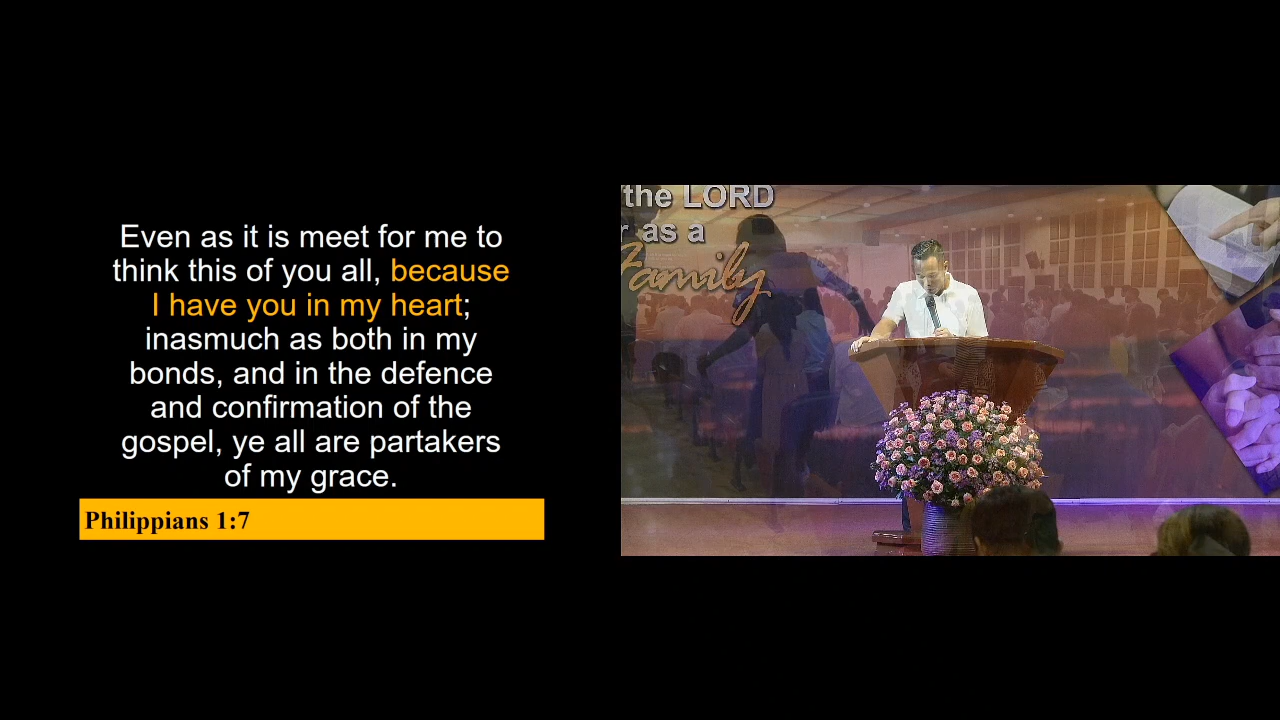 Even as it is meet for me to
think this of you all, because
I have you in my heart;
inasmuch as both in my
bonds, and in the defence
and confirmation of the
gospel, ye all are partakers
of my grace.
Philippians 1:7
the LORD
as a
Family